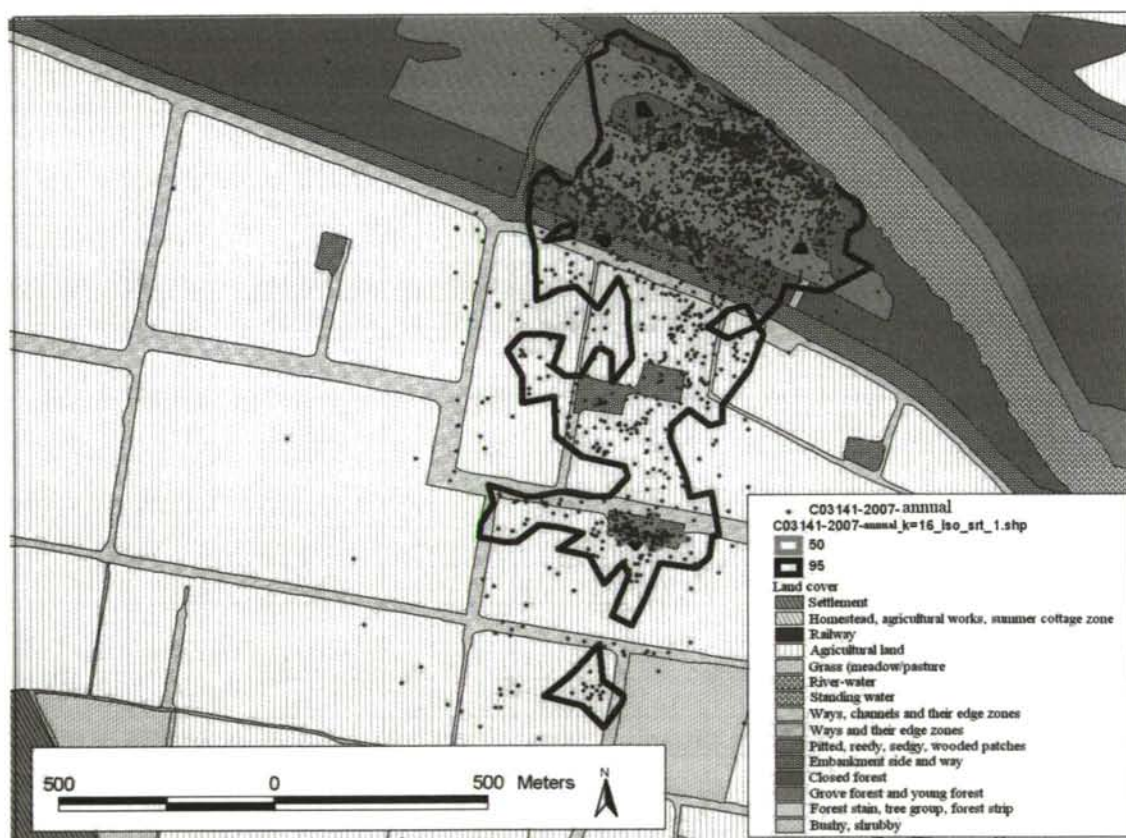 C03141-2007- annual
C03141-2007-annual_k=16_iso_srt_1.shp
50
95
Land cover
Settlement
Homestead, agricultural works, summer cottage zone
Railway
Agricultural land
Grass (meadow/pasture
River-water
Standing water
Ways, channels and their edge zones
Ways and their edge zones
Pitted, reedy, sedgy, wooded patches
Embankment side and way
Closed forest
Grove forest and young forest
Forest stain, tree group, forest strip
Bushy, shrubby
500 0 500 Meters
N